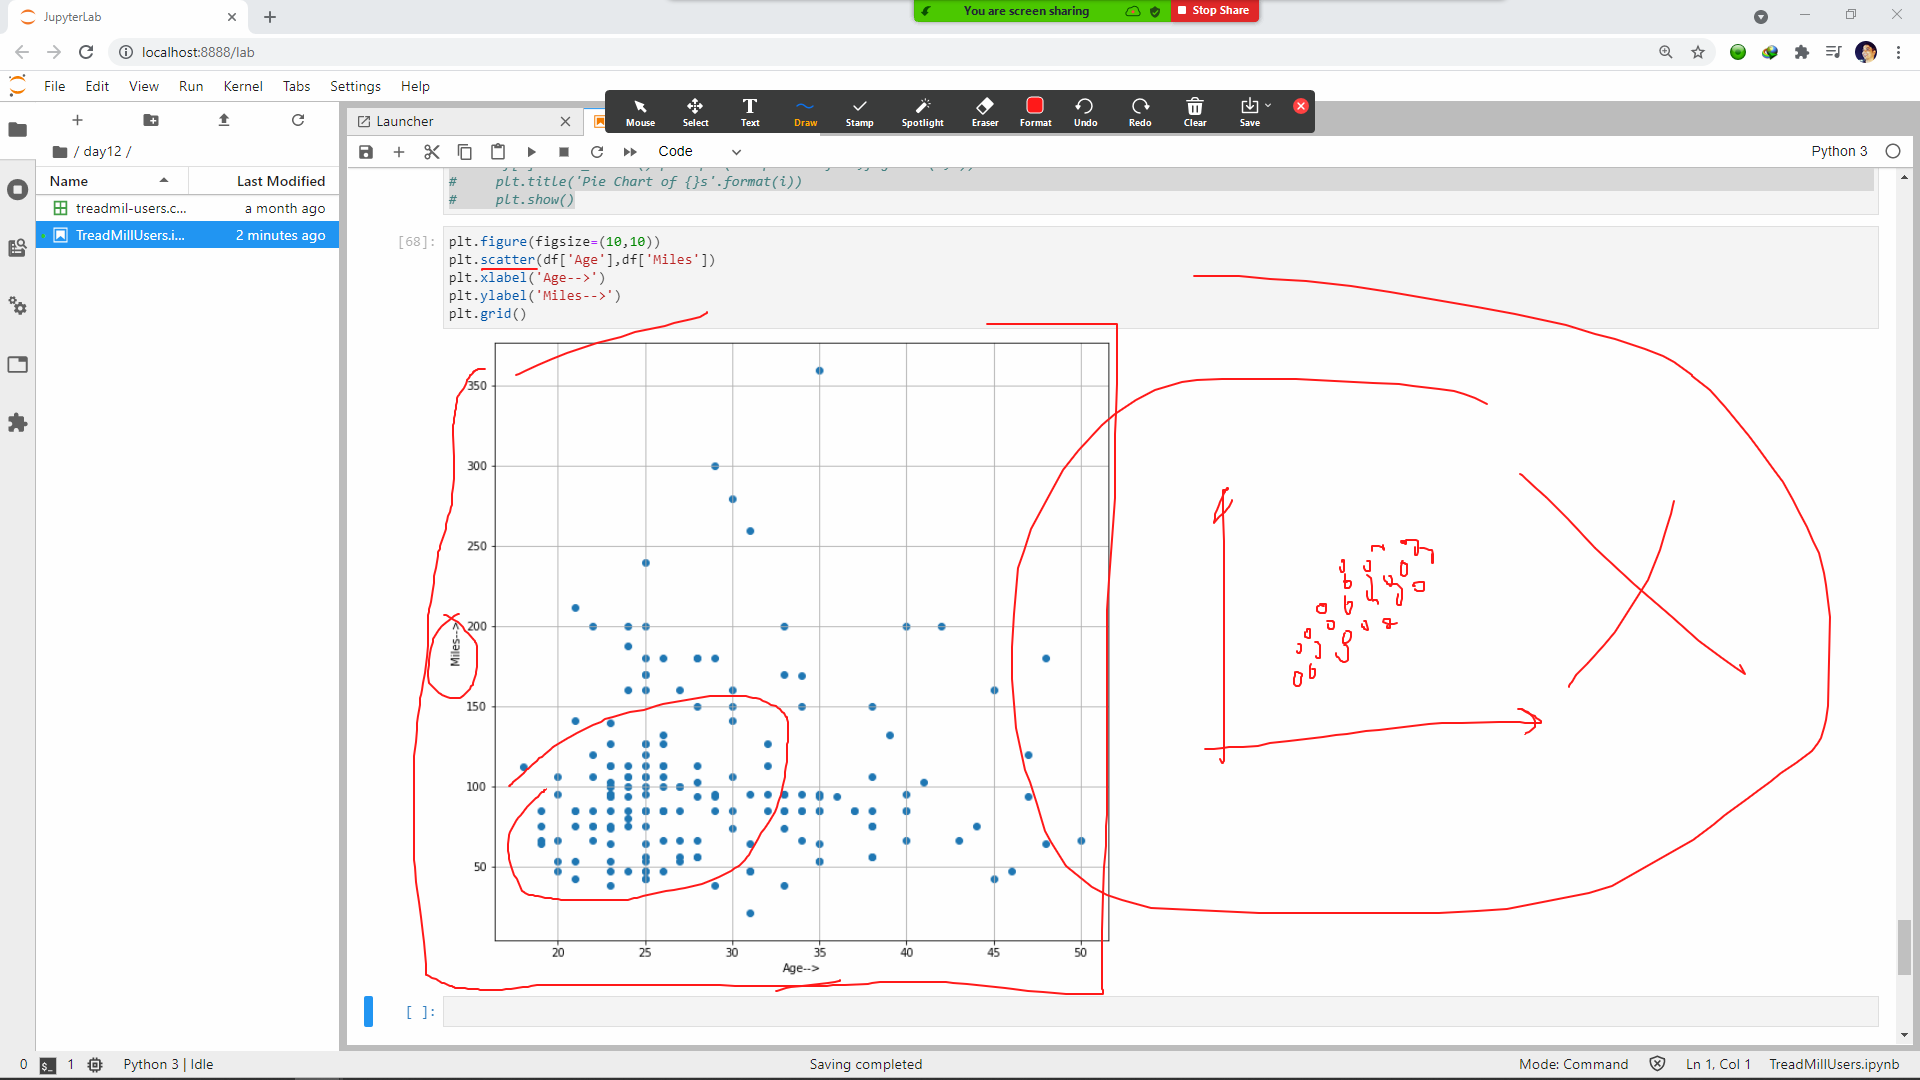 JupyterLab
You are screen sharing
Stop Share
localhost:8888/lab
File Edit View Run Kernel Tabs Settings Help
Mouse Select Text Draw Stamp Spotlight Eraser Format Undo Redo Clear Save
Launcher
/ day12 /
Code
Python 3
Name Last Modified
treadmil-users.c... a month ago
TreadMillUsers.i... 2 minutes ago
# plt.title('Pie Chart of {}s'.format(i))
# plt.show()
[68]:
plt.figure(figsize=(10,10))
plt.scatter(df['Age'],df['Miles'])
plt.xlabel('Age-->')
plt.ylabel('Miles-->')
plt.grid()
350
300
250
200
150
100
50
Miles-->
20 25 30 35 40 45 50
Age-->
[ ]:
0 1 Python 3 | Idle Saving completed Mode: Command Ln 1, Col 1 TreadMillUsers.ipynb